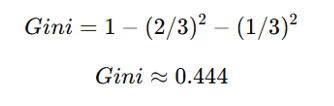 Gini = 1 − (2/3)² − (1/3)²
Gini ≈ 0.444